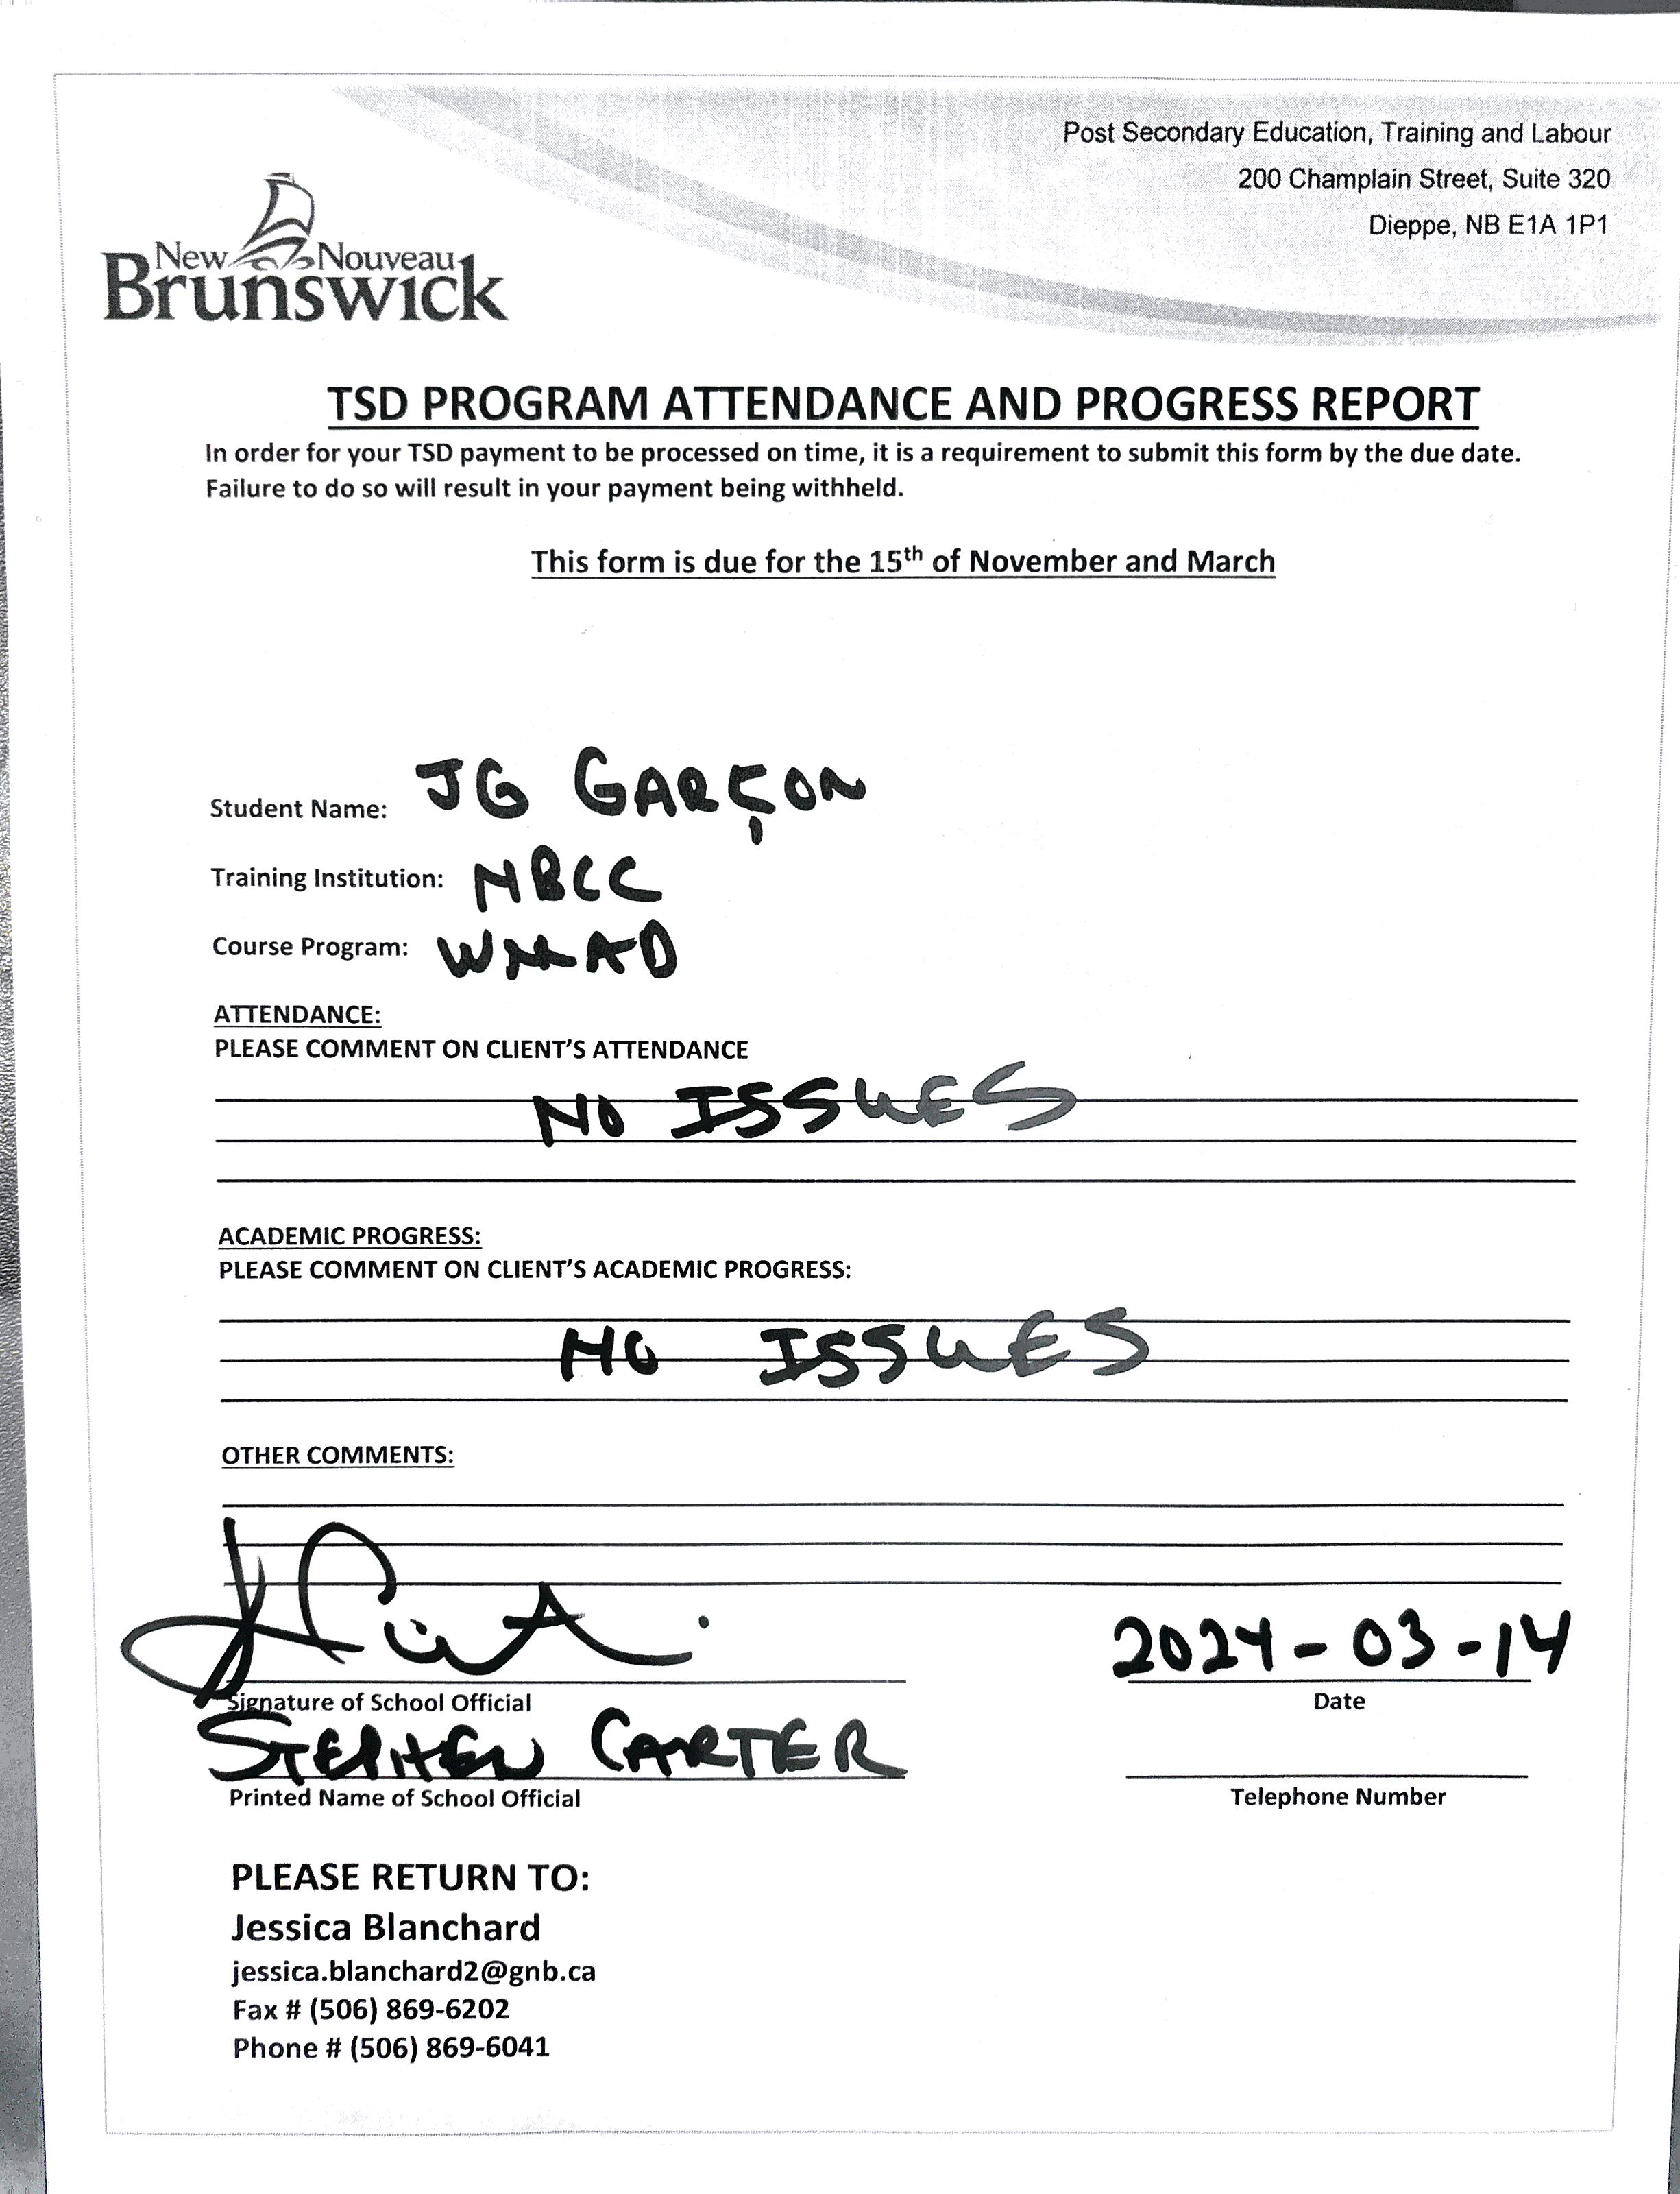 Post Secondary Education, Training and Labour
200 Champlain Street, Suite 320
Dieppe, NB E1A 1P1
New Nouveau
Brunswick
TSD PROGRAM ATTENDANCE AND PROGRESS REPORT
In order for your TSD payment to be processed on time, it is a requirement to submit this form by the due date.
Failure to do so will result in your payment being withheld.
This form is due for the 15th of November and March
Student Name: JG GARÇON
Training Institution: NBCC
Course Program: WMAD
ATTENDANCE:
PLEASE COMMENT ON CLIENT'S ATTENDANCE
NO ISSUES
ACADEMIC PROGRESS:
PLEASE COMMENT ON CLIENT'S ACADEMIC PROGRESS:
NO ISSUES
OTHER COMMENTS:
2024-03-14
Signature of School Official Date
STEPHEN CARTER
Printed Name of School Official Telephone Number
PLEASE RETURN TO:
Jessica Blanchard
jessica.blanchard2@gnb.ca
Fax # (506) 869-6202
Phone # (506) 869-6041